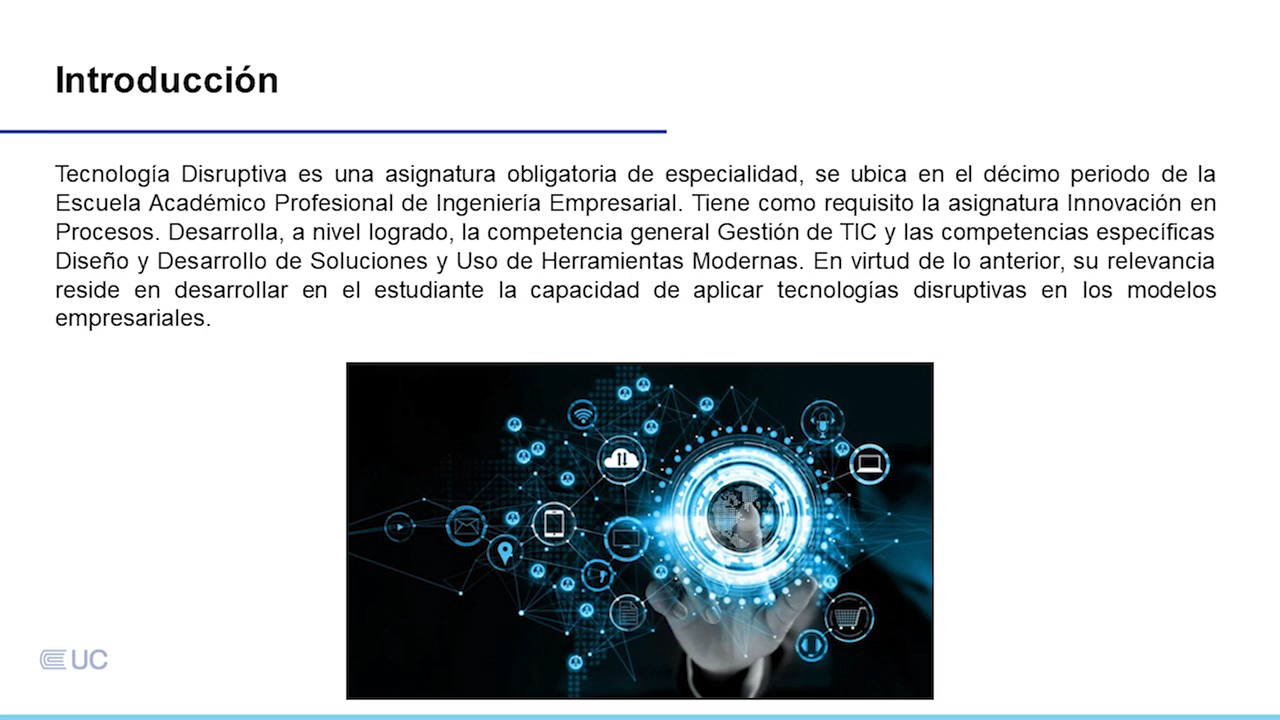 Introducción
Tecnología Disruptiva es una asignatura obligatoria de especialidad, se ubica en el décimo periodo de la
Escuela Académico Profesional de Ingeniería Empresarial. Tiene como requisito la asignatura Innovación en
Procesos. Desarrolla, a nivel logrado, la competencia general Gestión de TIC y las competencias específicas
Diseño y Desarrollo de Soluciones y Uso de Herramientas Modernas. En virtud de lo anterior, su relevancia
reside en desarrollar en el estudiante la capacidad de aplicar tecnologías disruptivas en los modelos
empresariales.
UC